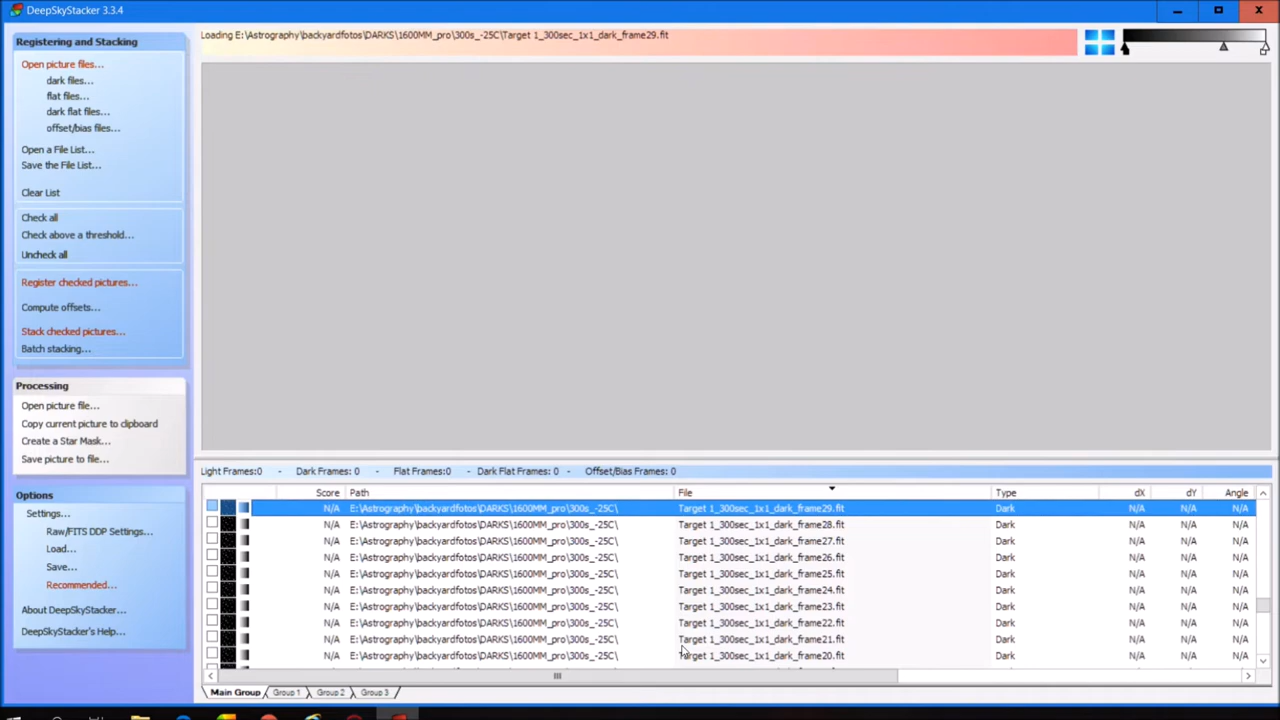 DeepSkyStacker 3.3.4
Registering and Stacking
Open picture files...
dark files...
flat files...
dark flat files...
offset/bias files...
Open a File List...
Save the File List...
Clear List
Check all
Check above a threshold...
Uncheck all
Register checked pictures...
Compute offsets...
Stack checked pictures...
Batch stacking...
Processing
Open picture file...
Copy current picture to clipboard
Create a Star Mask...
Save picture to file...
Options
Settings...
Raw/FITS DDP Settings...
Load...
Save...
Recommended...
About DeepSkyStacker...
DeepSkyStacker's Help...
Loading E:\Astrography\backyardfotos\DARKS\1600MM_pro\300s_-25C\Target 1_300sec_1x1_dark_frame29.fit
Light Frames:0 - Dark Frames: 0 - Flat Frames:0 - Dark Flat Frames: 0 - Offset/Bias Frames: 0
Score Path File Type dX dY Angle
N/A E:\Astrography\backyardfotos\DARKS\1600MM_pro\300s_-25C\ Target 1_300sec_1x1_dark_frame29.fit Dark N/A N/A N/A
N/A E:\Astrography\backyardfotos\DARKS\1600MM_pro\300s_-25C\ Target 1_300sec_1x1_dark_frame28.fit Dark N/A N/A N/A
N/A E:\Astrography\backyardfotos\DARKS\1600MM_pro\300s_-25C\ Target 1_300sec_1x1_dark_frame27.fit Dark N/A N/A N/A
N/A E:\Astrography\backyardfotos\DARKS\1600MM_pro\300s_-25C\ Target 1_300sec_1x1_dark_frame26.fit Dark N/A N/A N/A
N/A E:\Astrography\backyardfotos\DARKS\1600MM_pro\300s_-25C\ Target 1_300sec_1x1_dark_frame25.fit Dark N/A N/A N/A
N/A E:\Astrography\backyardfotos\DARKS\1600MM_pro\300s_-25C\ Target 1_300sec_1x1_dark_frame24.fit Dark N/A N/A N/A
N/A E:\Astrography\backyardfotos\DARKS\1600MM_pro\300s_-25C\ Target 1_300sec_1x1_dark_frame23.fit Dark N/A N/A N/A
N/A E:\Astrography\backyardfotos\DARKS\1600MM_pro\300s_-25C\ Target 1_300sec_1x1_dark_frame22.fit Dark N/A N/A N/A
N/A E:\Astrography\backyardfotos\DARKS\1600MM_pro\300s_-25C\ Target 1_300sec_1x1_dark_frame21.fit Dark N/A N/A N/A
N/A E:\Astrography\backyardfotos\DARKS\1600MM_pro\300s_-25C\ Target 1_300sec_1x1_dark_frame20.fit Dark N/A N/A N/A
Main Group Group 1 Group 2 Group 3